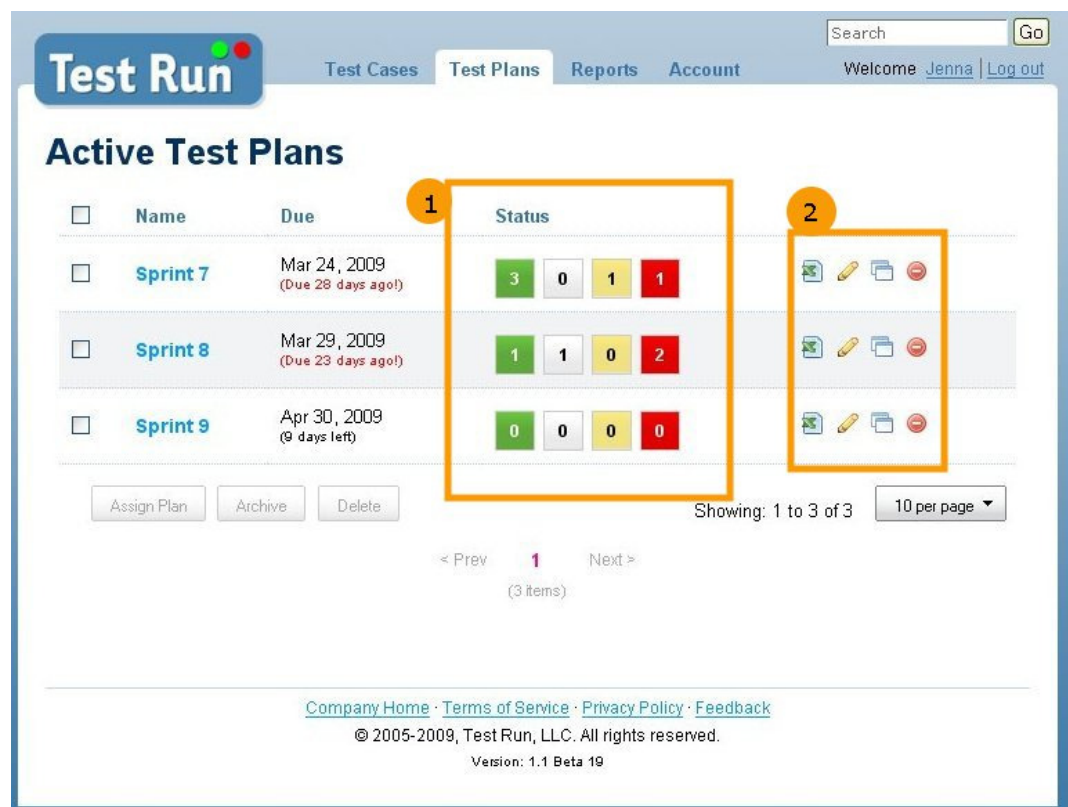 Search Go
Test Run
Test Cases Test Plans Reports Account Welcome Jenna | Log out
Active Test Plans
1
2
Name Due Status
Sprint 7 Mar 24, 2009 3 0 1 1
(Due 28 days ago!)
Sprint 8 Mar 29, 2009 1 1 0 2
(Due 23 days ago!)
Sprint 9 Apr 30, 2009 0 0 0 0
(9 days left)
Assign Plan Archive Delete Showing: 1 to 3 of 3 10 per page
< Prev 1 Next >
(3 items)
Company Home · Terms of Service · Privacy Policy · Feedback
© 2005-2009, Test Run, LLC. All rights reserved.
Version: 1.1 Beta 19